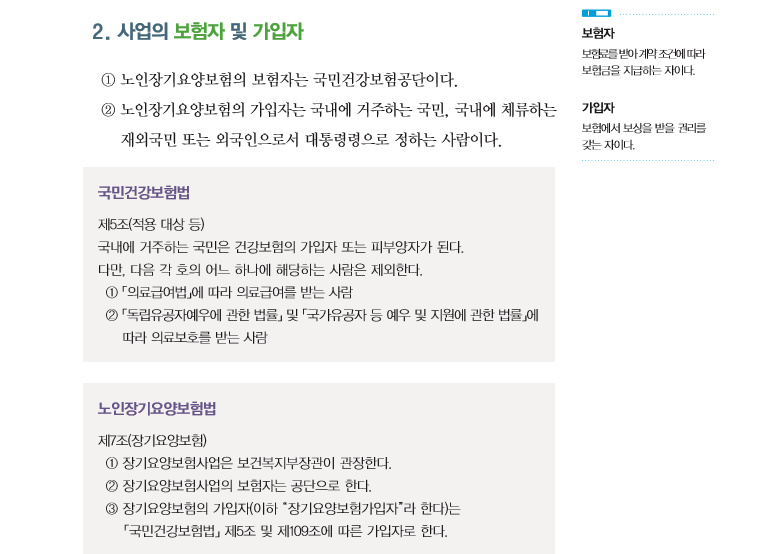 2. 사업의 보험자 및 가입자
① 노인장기요양보험의 보험자는 국민건강보험공단이다.
② 노인장기요양보험의 가입자는 국내에 거주하는 국민, 국내에 체류하는
재외국민 또는 외국인으로서 대통령령으로 정하는 사람이다.
국민건강보험법
제5조(적용 대상 등)
국내에 거주하는 국민은 건강보험의 가입자 또는 피부양자가 된다.
다만, 다음 각 호의 어느 하나에 해당하는 사람은 제외한다.
① 「의료급여법」에 따라 의료급여를 받는 사람
② 「독립유공자예우에 관한 법률」 및 「국가유공자 등 예우 및 지원에 관한 법률」에
따라 의료보호를 받는 사람
노인장기요양보험법
제7조(장기요양보험)
① 장기요양보험사업은 보건복지부장관이 관장한다.
② 장기요양보험사업의 보험자는 공단으로 한다.
③ 장기요양보험의 가입자(이하 “장기요양보험가입자”라 한다)는
「국민건강보험법」 제5조 및 제109조에 따른 가입자로 한다.
보험자
보험료를 받아 계약 조건에 따라
보험금을 지급하는 자이다.
가입자
보험에서 보상을 받을 권리를
갖는 자이다.